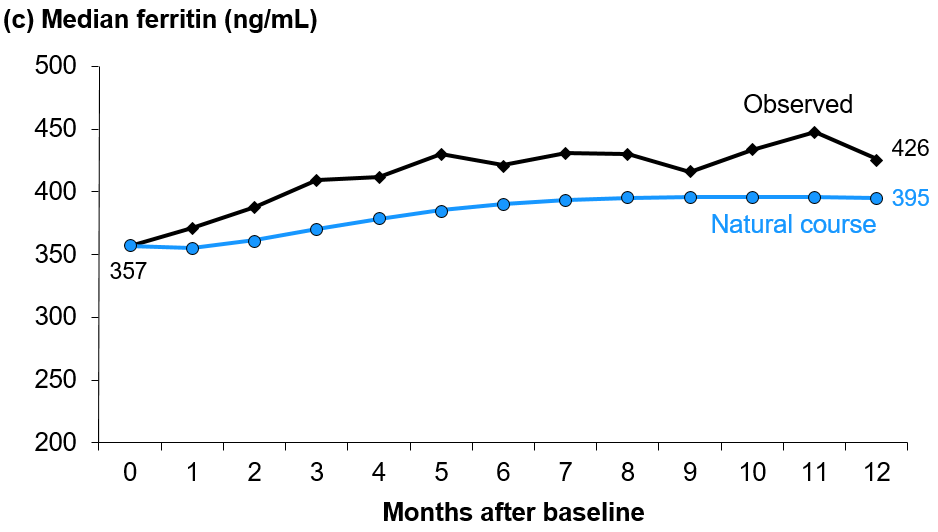 (c) Median ferritin (ng/mL)
500
450
400
350
300
250
200
Observed
426
395
Natural course
357
0 1 2 3 4 5 6 7 8 9 10 11 12
Months after baseline